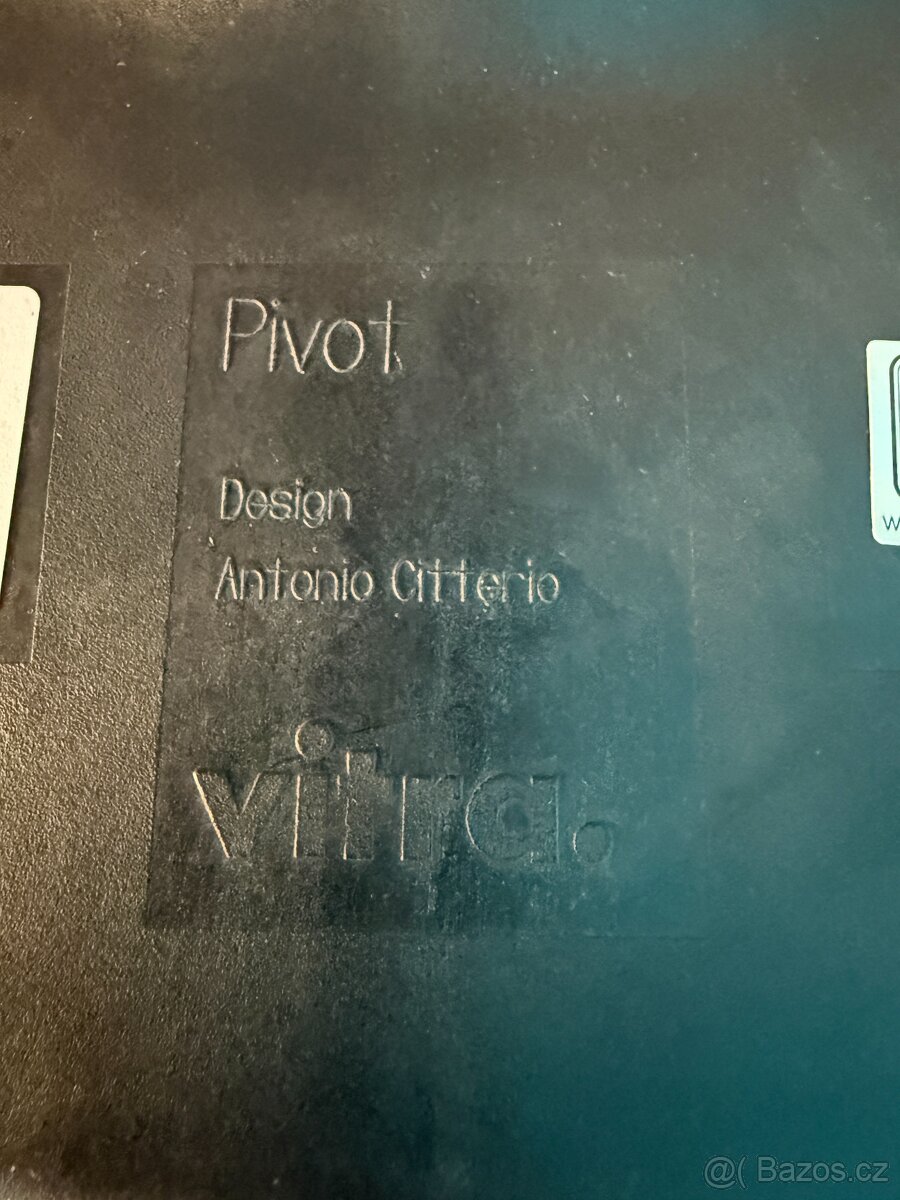 Pivot
Design
Antonio Citterio
vitra.
W
@( Bazos.cz